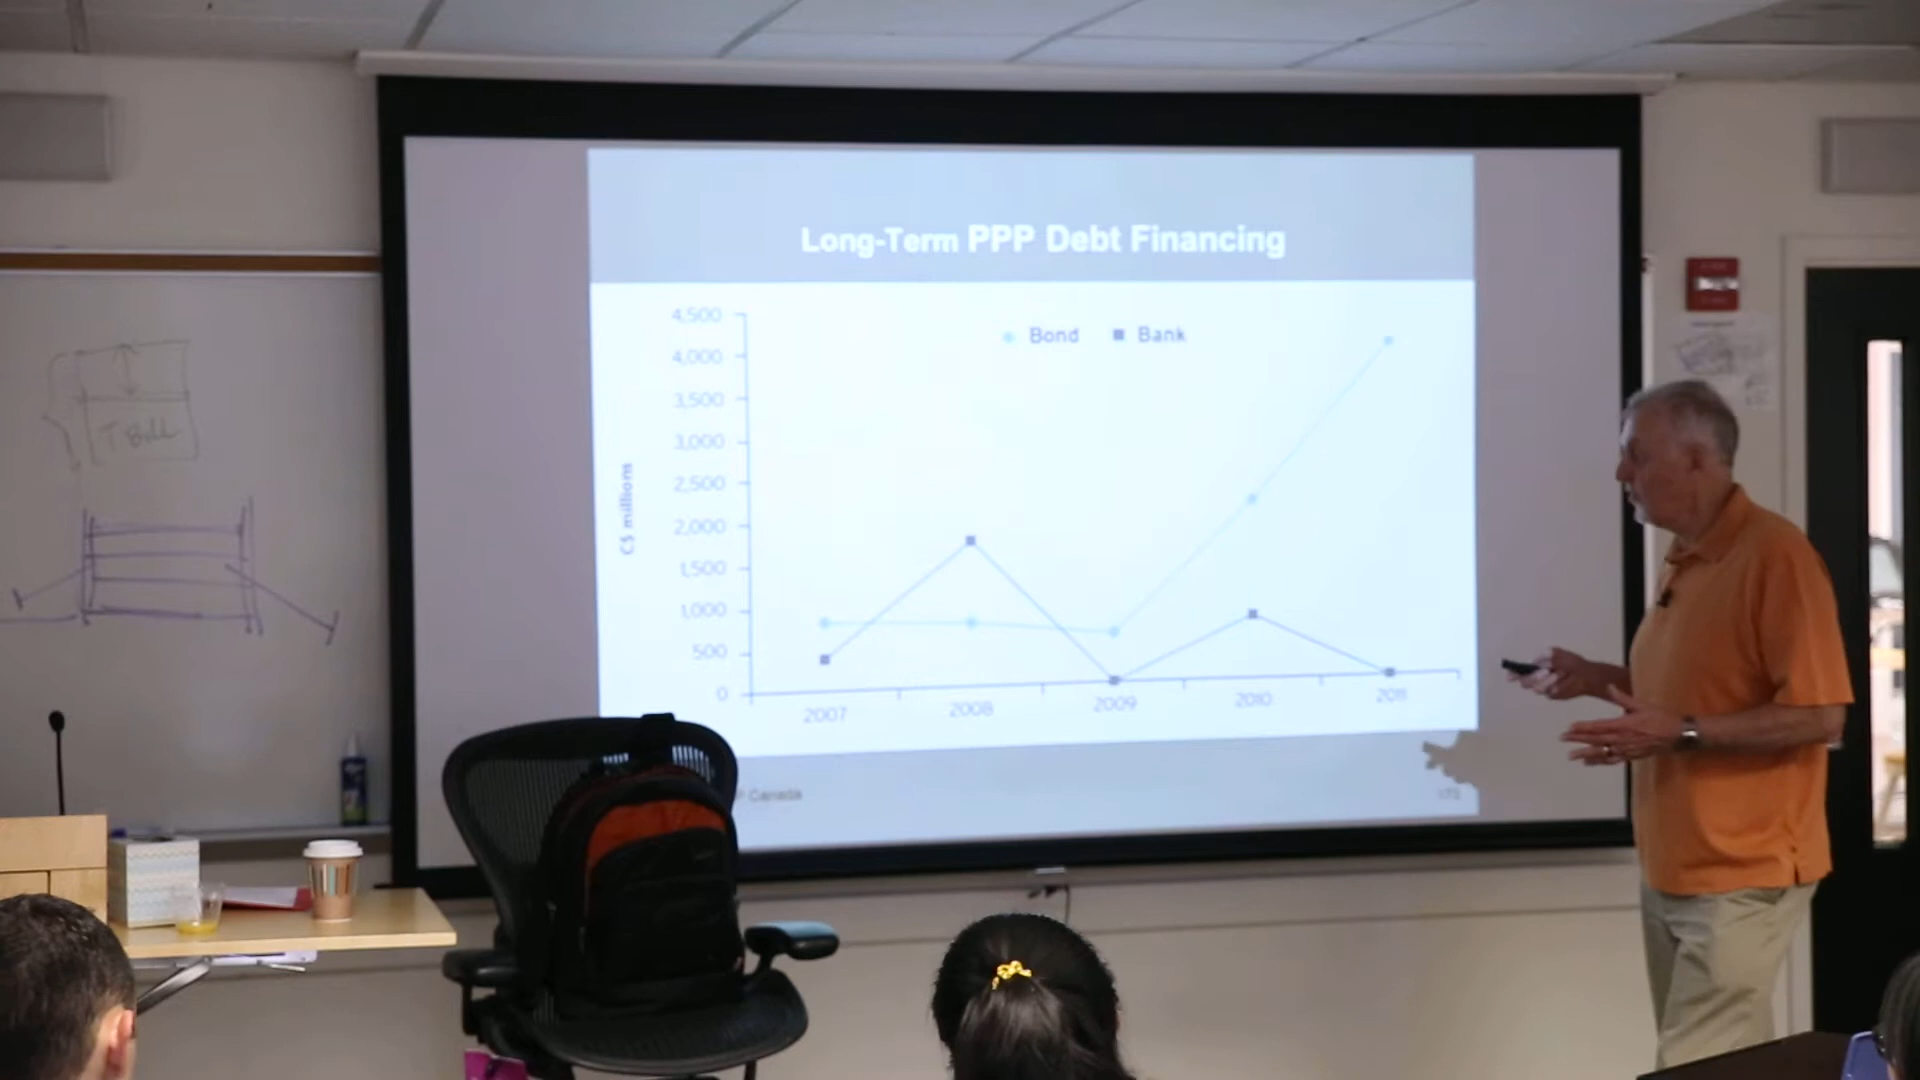 Long-Term PPP Debt Financing
Bond
Bank
4,500
4,000
3,500
3,000
2,500
2,000
1,500
1,000
500
0
C$ millions
2007
2008
2009
2010
2011
Canada
T Bill